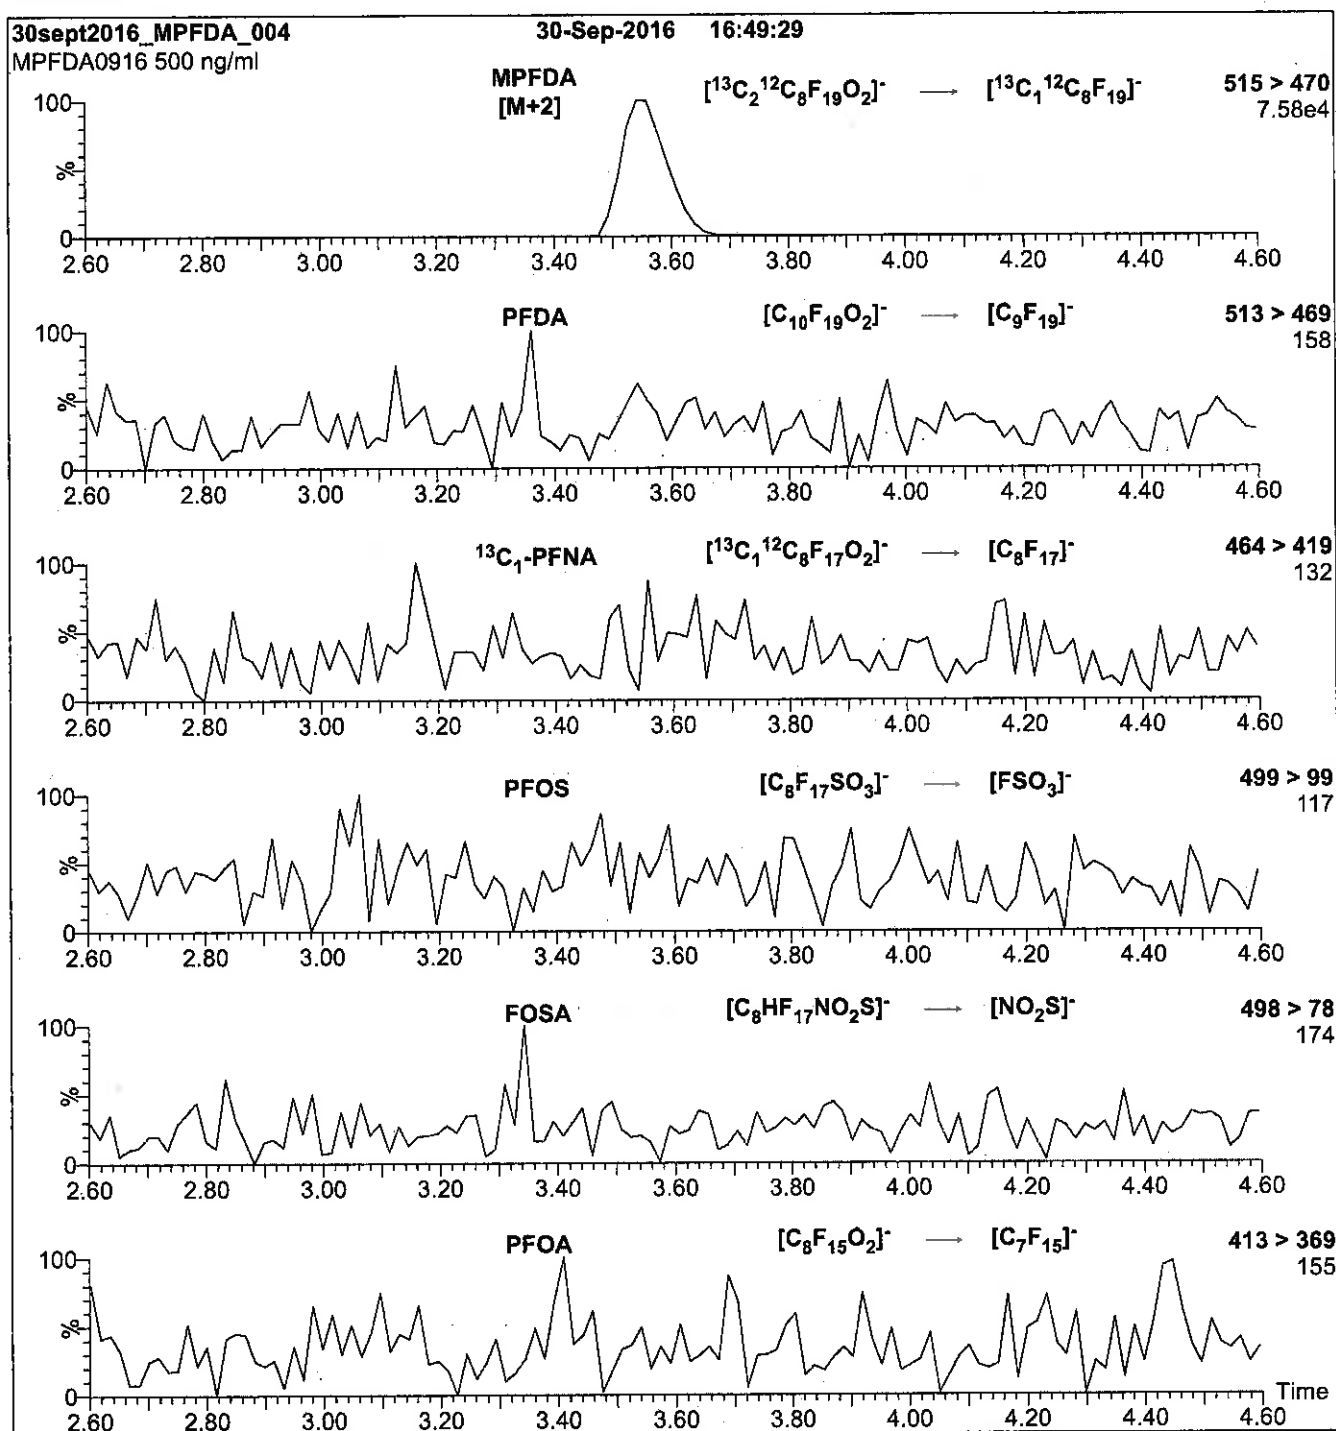 30sept2016_MPFDA_004 30-Sep-2016 16:49:29
MPFDA0916 500 ng/ml
MPFDA [¹³C₂¹²C₈F₁₉O₂]⁻ → [¹³C₁¹²C₈F₁₉]⁻ 515 > 470
[M+2] 7.58e4
100
%
0
2.60 2.80 3.00 3.20 3.40 3.60 3.80 4.00 4.20 4.40 4.60
PFDA [C₁₀F₁₉O₂]⁻ → [C₉F₁₉]⁻ 513 > 469
158
100
%
0
2.60 2.80 3.00 3.20 3.40 3.60 3.80 4.00 4.20 4.40 4.60
¹³C₁-PFNA [¹³C₁¹²C₈F₁₇O₂]⁻ → [C₈F₁₇]⁻ 464 > 419
132
100
%
0
2.60 2.80 3.00 3.20 3.40 3.60 3.80 4.00 4.20 4.40 4.60
PFOS [C₈F₁₇SO₃]⁻ → [FSO₃]⁻ 499 > 99
117
100
%
0
2.60 2.80 3.00 3.20 3.40 3.60 3.80 4.00 4.20 4.40 4.60
FOSA [C₈HF₁₇NO₂S]⁻ → [NO₂S]⁻ 498 > 78
174
100
%
0
2.60 2.80 3.00 3.20 3.40 3.60 3.80 4.00 4.20 4.40 4.60
PFOA [C₈F₁₅O₂]⁻ → [C₇F₁₅]⁻ 413 > 369
155
100
%
0
Time
2.60 2.80 3.00 3.20 3.40 3.60 3.80 4.00 4.20 4.40 4.60